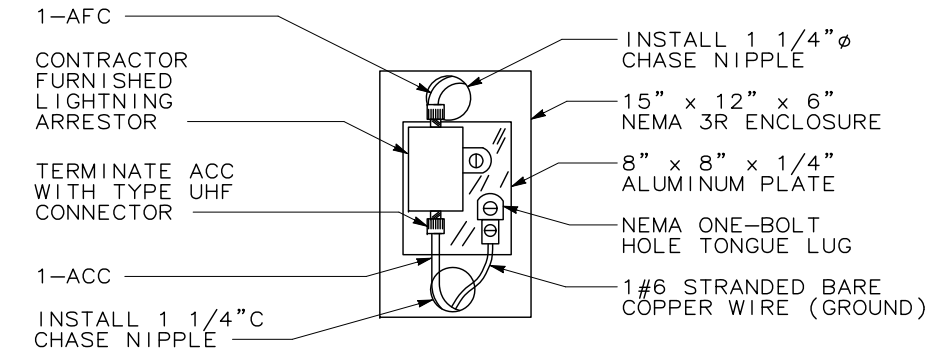 1-AFC
CONTRACTOR
FURNISHED
LIGHTNING
ARRESTOR
TERMINATE ACC
WITH TYPE UHF
CONNECTOR
1-ACC
INSTALL 1 1/4"C
CHASE NIPPLE
INSTALL 1 1/4"ø
CHASE NIPPLE
15" x 12" x 6"
NEMA 3R ENCLOSURE
8" x 8" x 1/4"
ALUMINUM PLATE
NEMA ONE-BOLT
HOLE TONGUE LUG
1#6 STRANDED BARE
COPPER WIRE (GROUND)